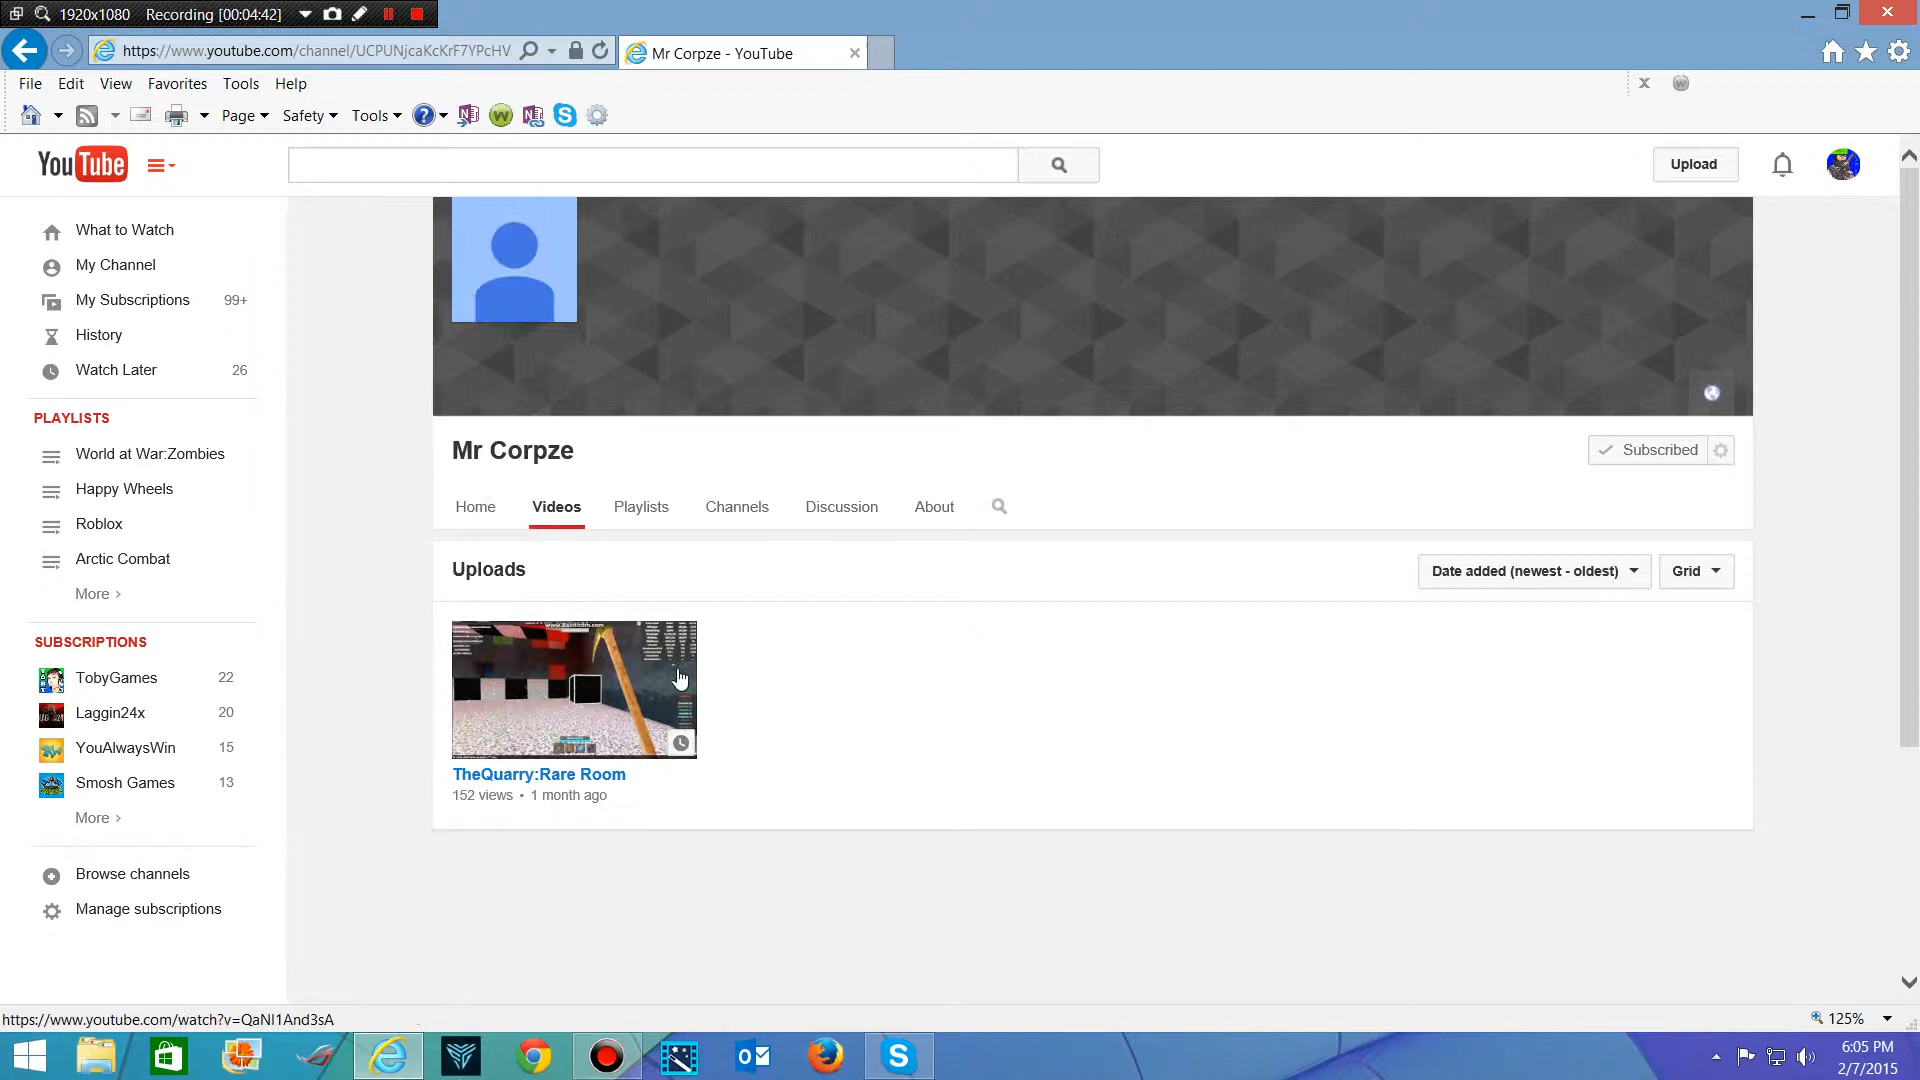 1920x1080 Recording [00:04:42]
https://www.youtube.com/channel/UCPUNjcaKcKrF7YPcHV
Mr Corpze - YouTube
File Edit View Favorites Tools Help
Page Safety Tools
YouTube
Upload
What to Watch
My Channel
My Subscriptions 99+
History
Watch Later 26
PLAYLISTS
World at War:Zombies
Happy Wheels
Roblox
Arctic Combat
More
SUBSCRIPTIONS
TobyGames 22
Laggin24x 20
YouAlwaysWin 15
Smosh Games 13
More
Browse channels
Manage subscriptions
Mr Corpze
Subscribed
Home Videos Playlists Channels Discussion About
Uploads
Date added (newest - oldest) Grid
TheQuarry:Rare Room
152 views • 1 month ago
https://www.youtube.com/watch?v=QaNI1And3sA
125%
6:05 PM
2/7/2015